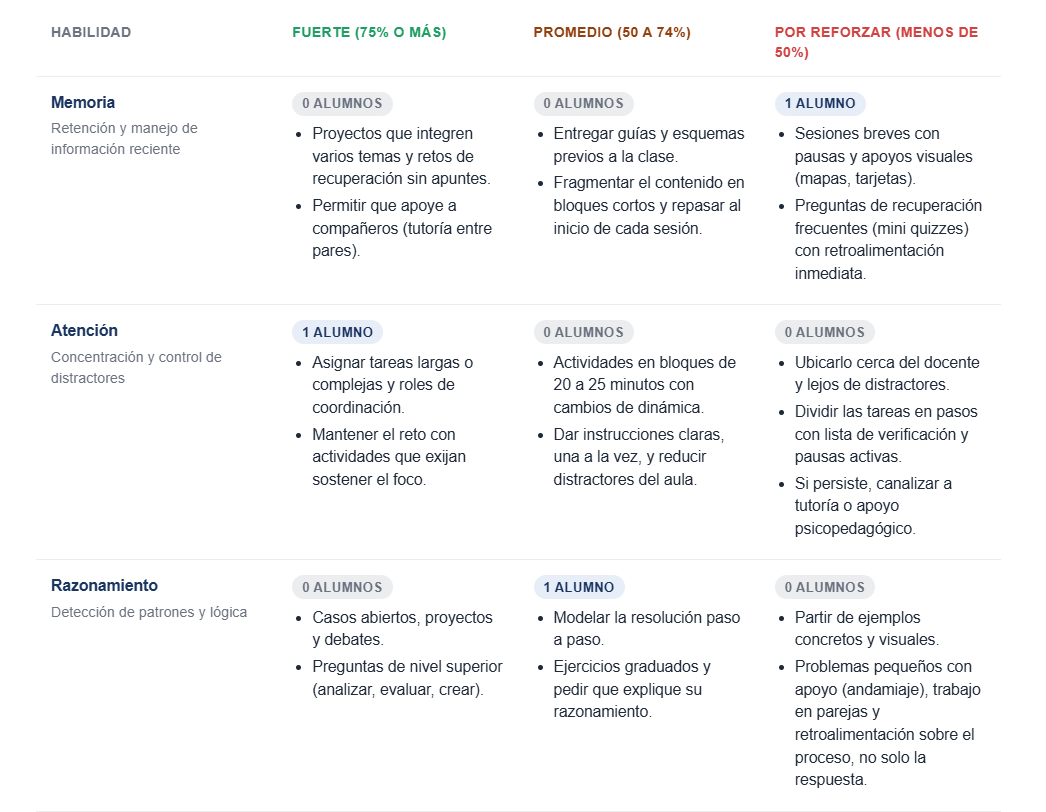 HABILIDAD
FUERTE (75% O MÁS)
PROMEDIO (50 A 74%)
POR REFORZAR (MENOS DE
50%)
Memoria
Retención y manejo de
información reciente
0 ALUMNOS
• Proyectos que integren
varios temas y retos de
recuperación sin apuntes.
• Permitir que apoye a
compañeros (tutoría entre
pares).
0 ALUMNOS
• Entregar guías y esquemas
previos a la clase.
• Fragmentar el contenido en
bloques cortos y repasar al
inicio de cada sesión.
1 ALUMNO
• Sesiones breves con
pausas y apoyos visuales
(mapas, tarjetas).
• Preguntas de recuperación
frecuentes (mini quizzes)
con retroalimentación
inmediata.
Atención
Concentración y control de
distractores
1 ALUMNO
• Asignar tareas largas o
complejas y roles de
coordinación.
• Mantener el reto con
actividades que exijan
sostener el foco.
0 ALUMNOS
• Actividades en bloques de
20 a 25 minutos con
cambios de dinámica.
• Dar instrucciones claras,
una a la vez, y reducir
distractores del aula.
0 ALUMNOS
• Ubicarlo cerca del docente
y lejos de distractores.
• Dividir las tareas en pasos
con lista de verificación y
pausas activas.
• Si persiste, canalizar a
tutoría o apoyo
psicopedagógico.
Razonamiento
Detección de patrones y lógica
0 ALUMNOS
• Casos abiertos, proyectos
y debates.
• Preguntas de nivel superior
(analizar, evaluar, crear).
1 ALUMNO
• Modelar la resolución paso
a paso.
• Ejercicios graduados y
pedir que explique su
razonamiento.
0 ALUMNOS
• Partir de ejemplos
concretos y visuales.
• Problemas pequeños con
apoyo (andamiaje), trabajo
en parejas y
retroalimentación sobre el
proceso, no solo la
respuesta.